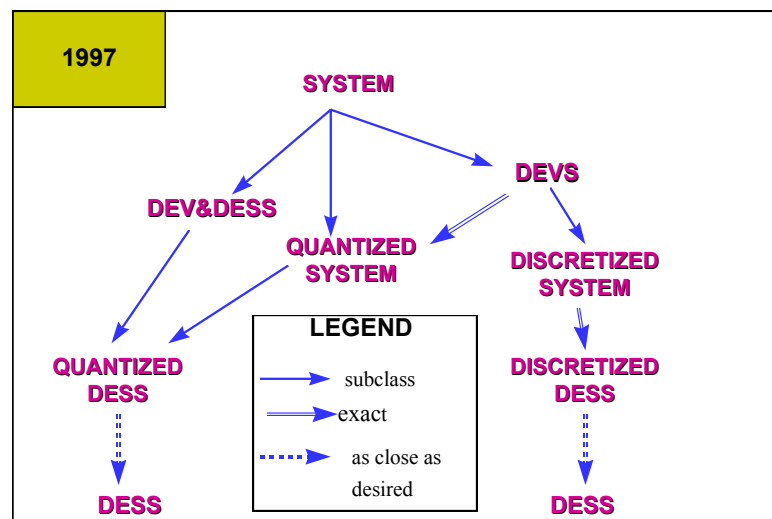 1997
SYSTEM
DEVS
DEV&DESS
QUANTIZED
SYSTEM
DISCRETIZED
SYSTEM
LEGEND
subclass
exact
as close as
desired
QUANTIZED
DESS
DISCRETIZED
DESS
DESS
DESS